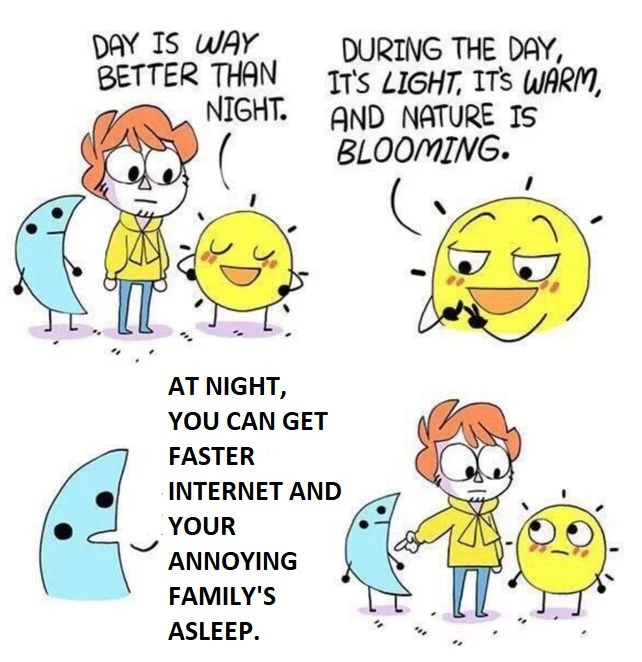 DAY IS WAY
BETTER THAN
NIGHT.
DURING THE DAY,
IT'S LIGHT, IT'S WARM,
AND NATURE IS
BLOOMING.
AT NIGHT,
YOU CAN GET
FASTER
INTERNET AND
YOUR
ANNOYING
FAMILY'S
ASLEEP.